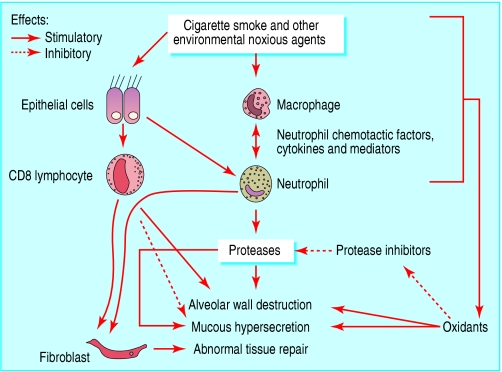 Effects:
Stimulatory
Inhibitory
Cigarette smoke and other
environmental noxious agents
Epithelial cells
Macrophage
Neutrophil chemotactic factors,
cytokines and mediators
CD8 lymphocyte
Neutrophil
Proteases
Protease inhibitors
Alveolar wall destruction
Mucous hypersecretion
Oxidants
Fibroblast
Abnormal tissue repair